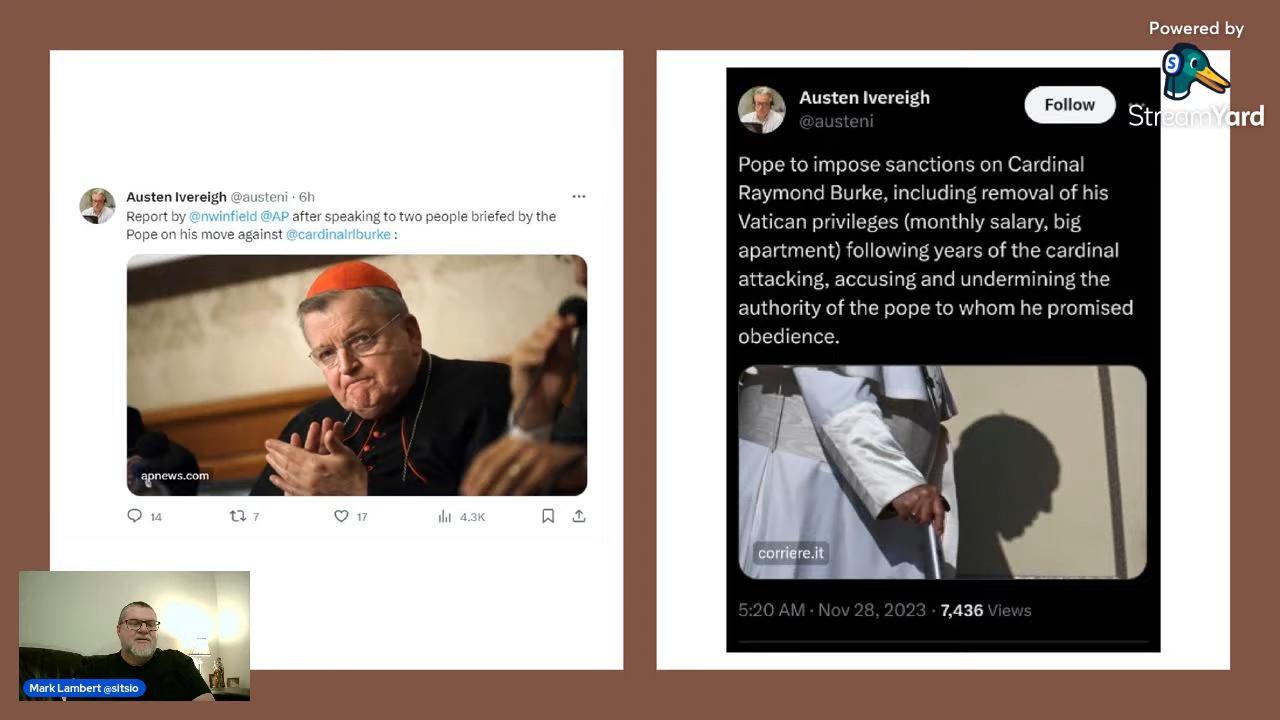 Powered by
StreamYard
Austen Ivereigh @austeni · 6h
Report by @nwinfield @AP after speaking to two people briefed by the
Pope on his move against @cardinalrlburke :
apnews.com
14
7
17
4.3K
Austen Ivereigh
@austeni
Follow
Pope to impose sanctions on Cardinal
Raymond Burke, including removal of his
Vatican privileges (monthly salary, big
apartment) following years of the cardinal
attacking, accusing and undermining the
authority of the pope to whom he promised
obedience.
corriere.it
5:20 AM · Nov 28, 2023 · 7,436 Views
Mark Lambert @sitsio